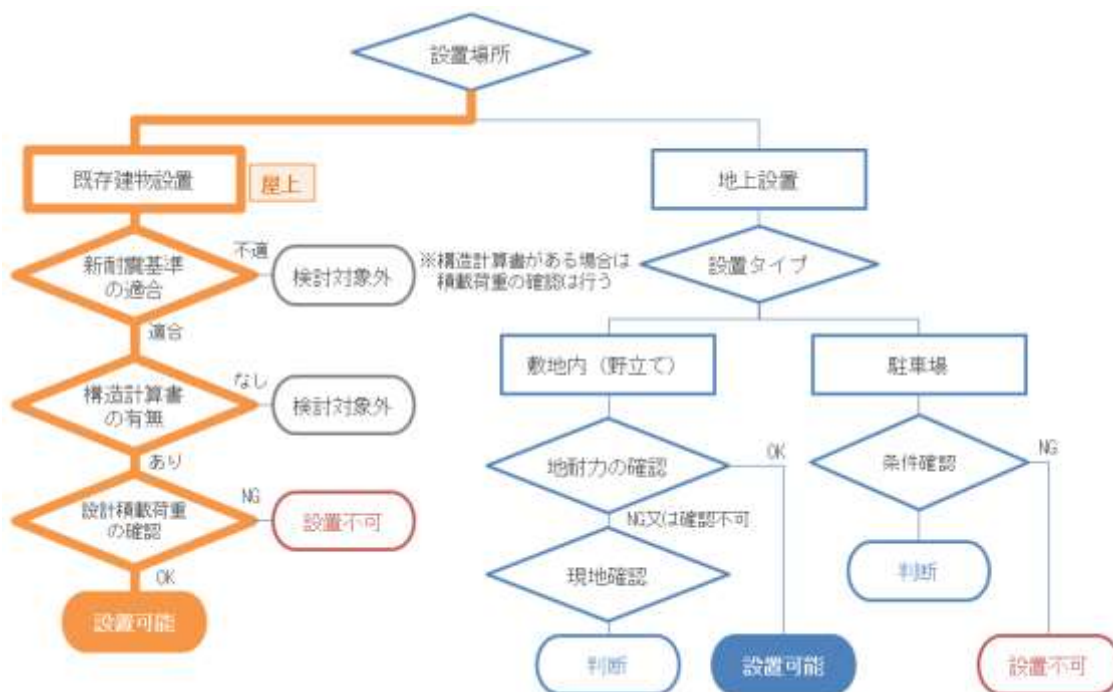 設置場所
既存建物設置
屋上
地上設置
新耐震基準
の適合
不適
検討対象外
※構造計算書がある場合は
積載荷重の確認は行う
設置タイプ
適合
敷地内（野立て）
駐車場
構造計算書
の有無
なし
検討対象外
あり
地耐力の確認
OK
条件確認
NG
設計積載荷重
の確認
NG
設置不可
NG又は確認不可
OK
現地確認
判断
設置可能
判断
設置可能
設置不可